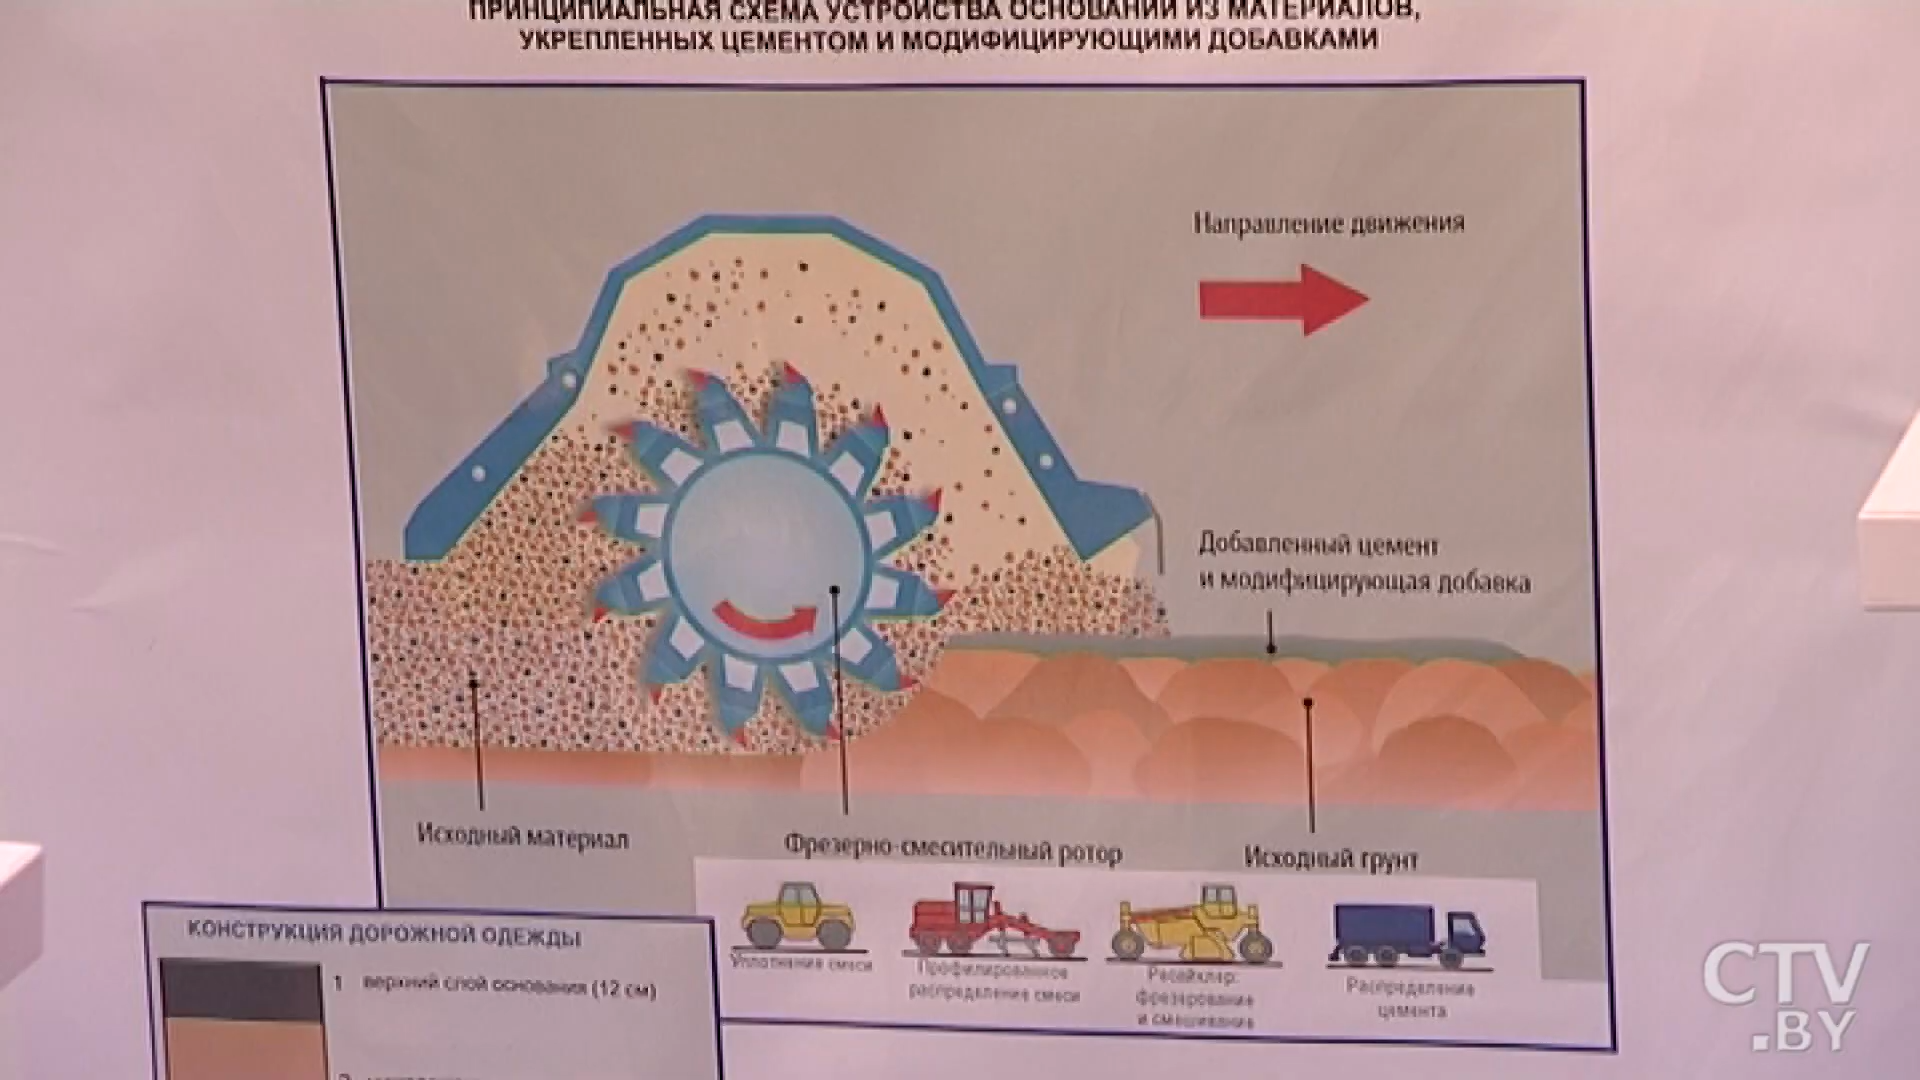 ПРИНЦИПИАЛЬНАЯ СХЕМА УСТРОЙСТВА ОСНОВАНИЙ ИЗ МАТЕРИАЛОВ,
УКРЕПЛЕННЫХ ЦЕМЕНТОМ И МОДИФИЦИРУЮЩИМИ ДОБАВКАМИ
Направление движения
Добавленный цемент
и модифицирующая добавка
Исходный материал
Фрезерно-смесительный ротор
Исходный грунт
Уплотнение смеси
Профилированное
распределение смеси
Ресайклер:
фрезерование
и смешивание
Распределение
цемента
КОНСТРУКЦИЯ ДОРОЖНОЙ ОДЕЖДЫ
1 верхний слой основания (12 см)
CTV
.BY